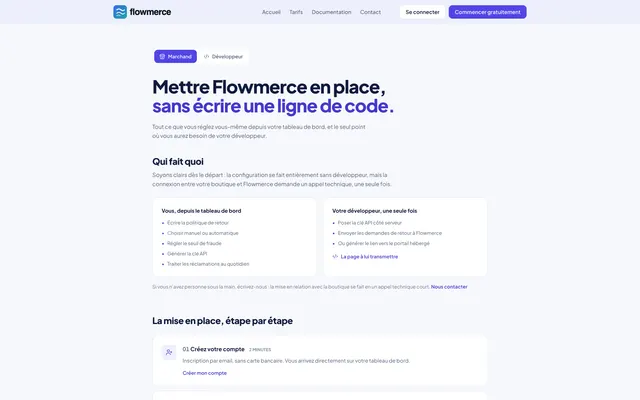 flowmerce
Accueil
Tarifs
Documentation
Contact
Se connecter
Commencer gratuitement
Marchand
Développeur
Mettre Flowmerce en place,
sans écrire une ligne de code.
Tout ce que vous réglez vous-même depuis votre tableau de bord, et le seul point
où vous aurez besoin de votre développeur.
Qui fait quoi
Soyons clairs dès le départ : la configuration se fait entièrement sans développeur, mais la
connexion entre votre boutique et Flowmerce demande un appel technique, une seule fois.
Vous, depuis le tableau de bord
• Écrire la politique de retour
• Choisir manuel ou automatique
• Régler le seuil de fraude
• Générer la clé API
• Traiter les réclamations au quotidien
Votre développeur, une seule fois
• Poser la clé API côté serveur
• Envoyer les demandes de retour à Flowmerce
• Ou générer le lien vers le portail hébergé
</> La page à lui transmettre
Si vous n'avez personne sous la main, écrivez-nous : la mise en relation avec la boutique se fait en un appel technique court. Nous contacter
La mise en place, étape par étape
01 Créez votre compte 2 MINUTES
Inscription par email, sans carte bancaire. Vous arrivez directement sur votre tableau de bord.
Créer mon compte